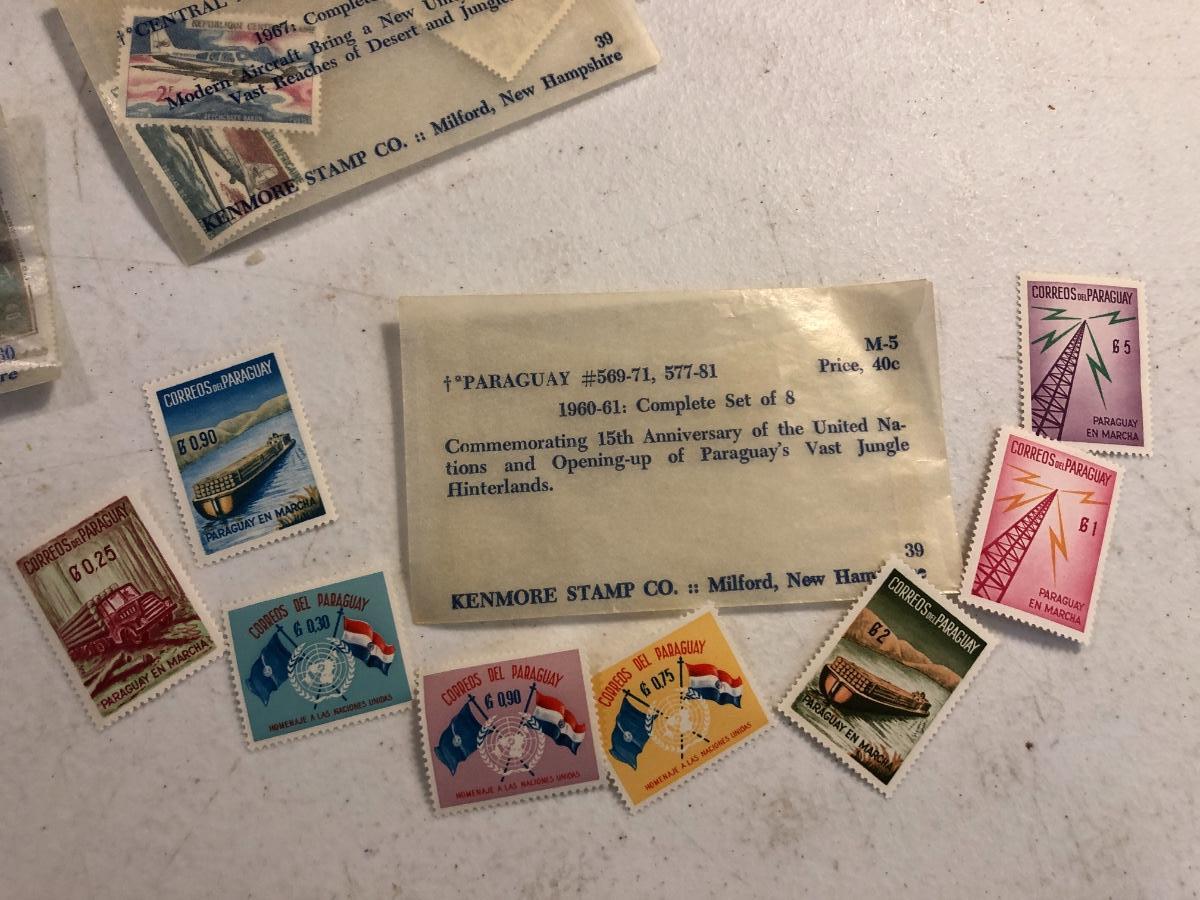 †°CENTRAL
1967: Complete
Modern Aircraft Bring a New
Vast Reaches of Desert and Jungle
39
KENMORE STAMP CO. :: Milford, New Hampshire
REPUBLIQUE
2F
60
re
M-5
†°PARAGUAY #569-71, 577-81 Price, 40c
1960-61: Complete Set of 8
Commemorating 15th Anniversary of the United Na-
tions and Opening-up of Paraguay's Vast Jungle
Hinterlands.
39
KENMORE STAMP CO. :: Milford, New Ham
CORREOS DEL PARAGUAY
₲ 0,90
PARAGUAY EN MARCHA
CORREOS DEL PARAGUAY
₲ 0,25
PARAGUAY EN MARCHA
CORREOS DEL PARAGUAY
₲ 0,30
HOMENAJE A LAS NACIONES UNIDAS
CORREOS DEL PARAGUAY
₲ 0,90
HOMENAJE A LAS NACIONES UNIDAS
CORREOS DEL PARAGUAY
₲ 0,75
HOMENAJE A LAS NACIONES UNIDAS
CORREOS DEL PARAGUAY
₲ 2
PARAGUAY EN MARCHA
CORREOS DEL PARAGUAY
₲ 1
PARAGUAY
EN MARCHA
CORREOS DEL PARAGUAY
₲ 5
PARAGUAY
EN MARCHA